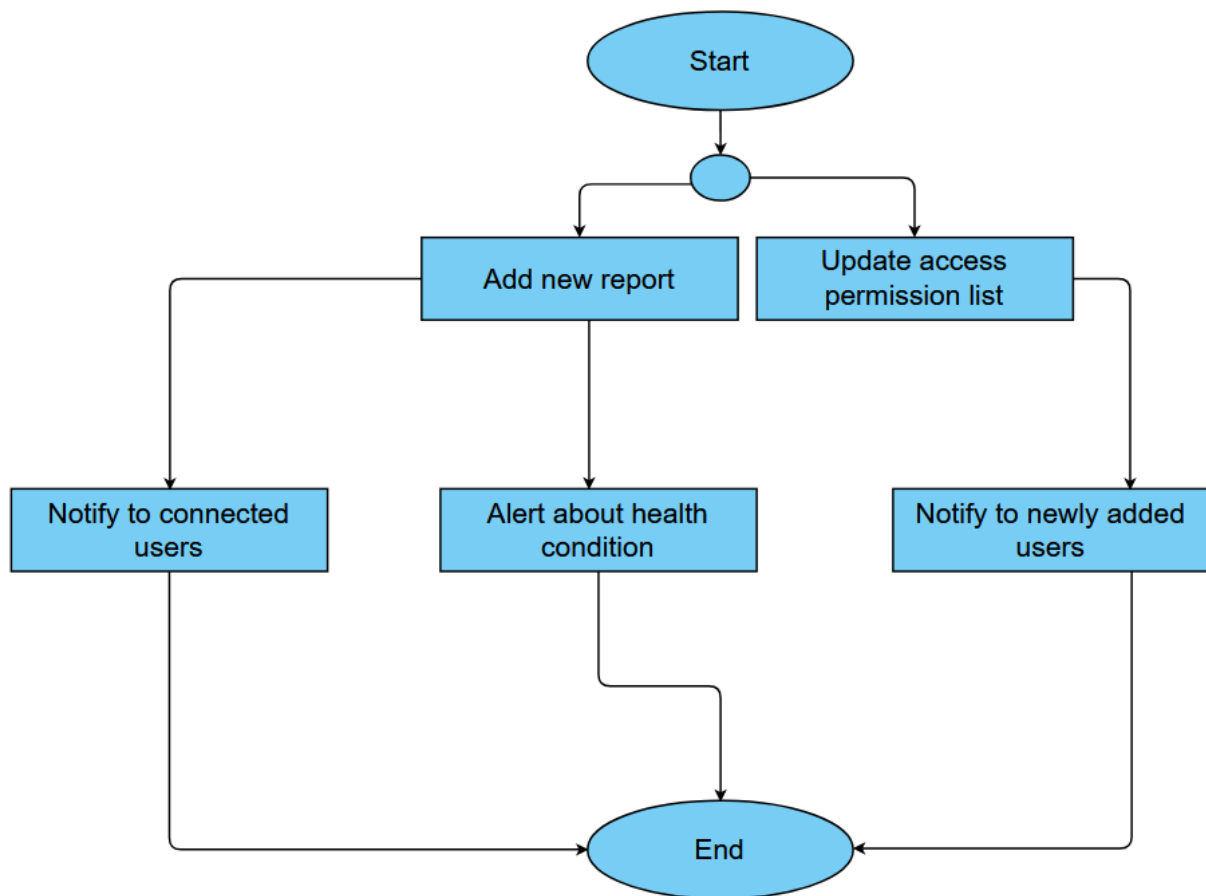 Start
Add new report
Update access
permission list
Notify to connected
users
Alert about health
condition
Notify to newly added
users
End